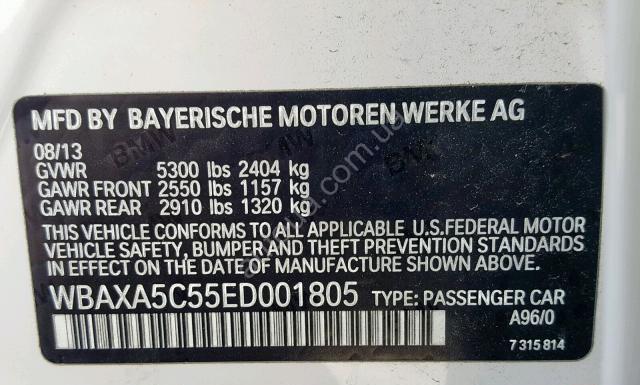 MFD BY BAYERISCHE MOTOREN WERKE AG
08/13
GVWR 5300 lbs 2404 kg
GAWR FRONT 2550 lbs 1157 kg
GAWR REAR 2910 lbs 1320 kg
THIS VEHICLE CONFORMS TO ALL APPLICABLE U.S.FEDERAL MOTOR
VEHICLE SAFETY, BUMPER AND THEFT PREVENTION STANDARDS
IN EFFECT ON THE DATE OF MANUFACTURE SHOWN ABOVE.
WBAXA5C55ED001805 TYPE: PASSENGER CAR
A96/0
7 315 814